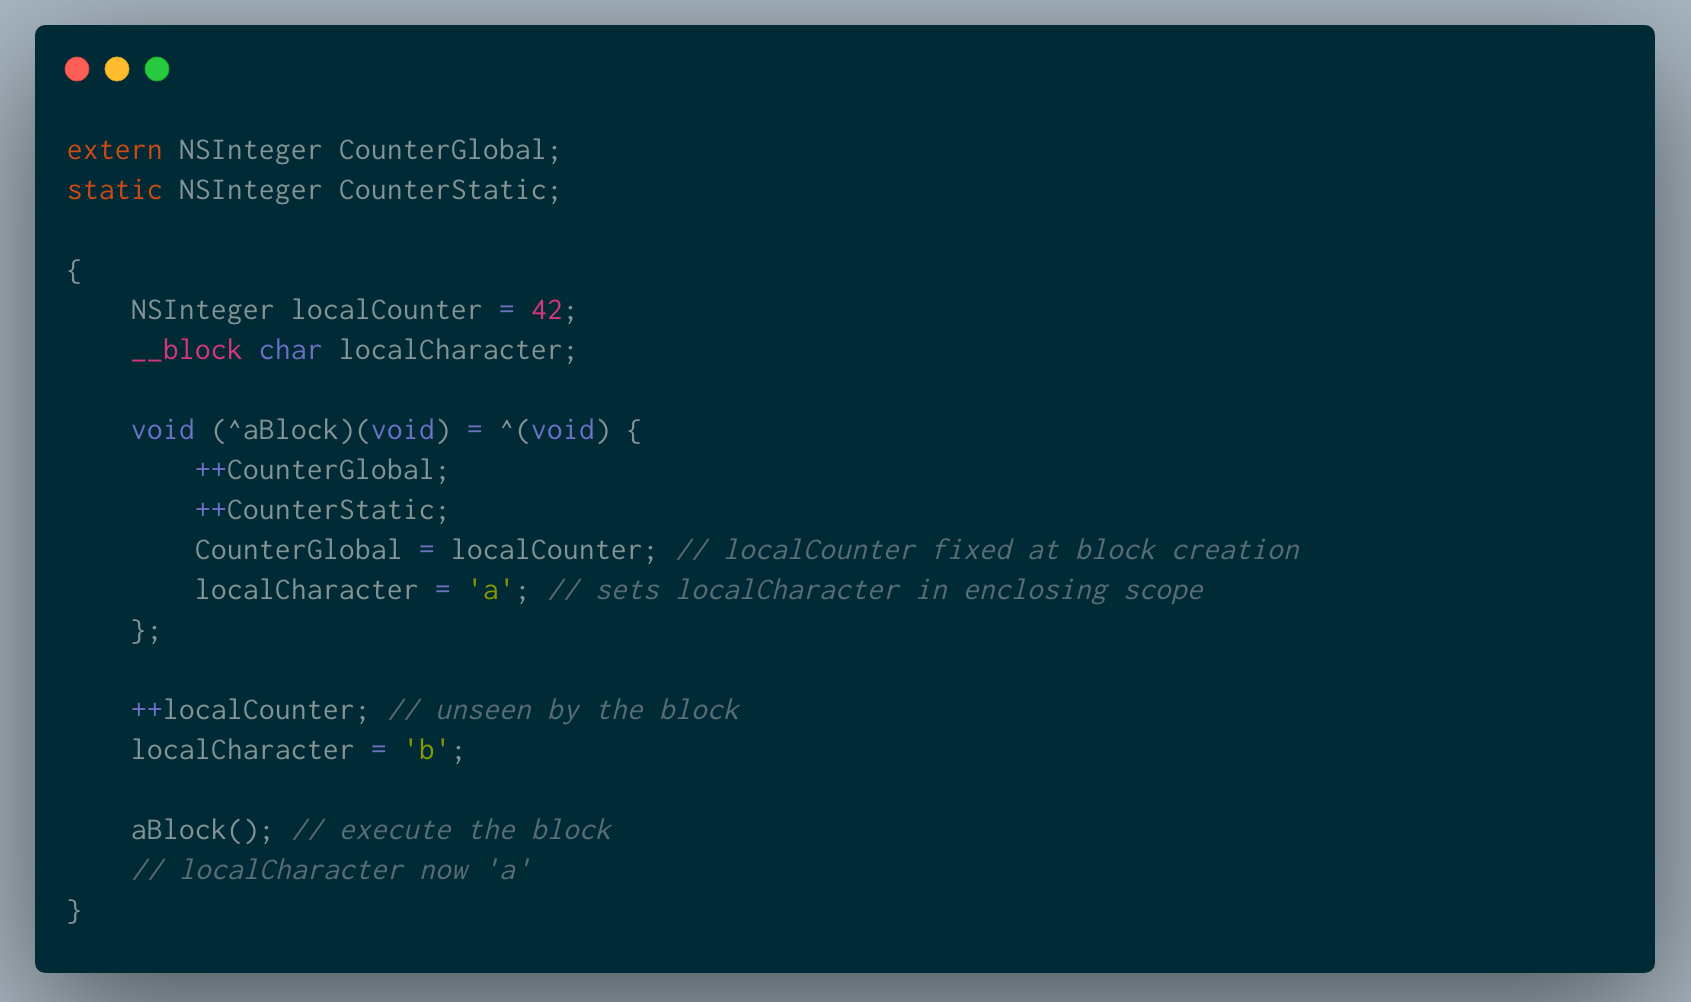 extern NSInteger CounterGlobal;
static NSInteger CounterStatic;
{
NSInteger localCounter = 42;
__block char localCharacter;
void (^aBlock)(void) = ^(void) {
++CounterGlobal;
++CounterStatic;
CounterGlobal = localCounter; // localCounter fixed at block creation
localCharacter = 'a'; // sets localCharacter in enclosing scope
};
++localCounter; // unseen by the block
localCharacter = 'b';
aBlock(); // execute the block
// localCharacter now 'a'
}